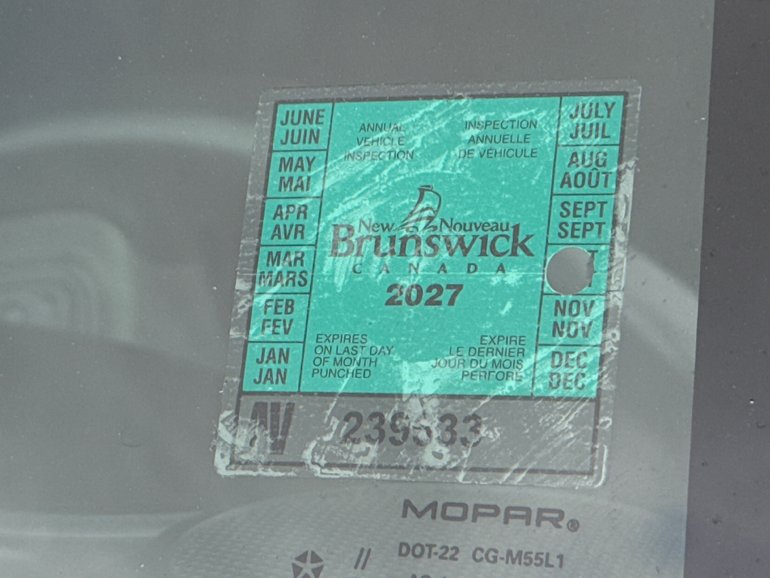 JUNE
JUIN
MAY
MAI
APR
AVR
MAR
MARS
FEB
FEV
JAN
JAN
ANNUAL
VEHICLE
INSPECTION
INSPECTION
ANNUELLE
DE VÉHICULE
New Nouveau
Brunswick
CANADA
2027
EXPIRES
ON LAST DAY
OF MONTH
PUNCHED
EXPIRE
LE DERNIER
JOUR DU MOIS
PERFORÉ
JULY
JUIL
AUG
AOÛT
SEPT
SEPT
NOV
NOV
DEC
DEC
AV
MOPAR®
// DOT-22 CG-M55L1